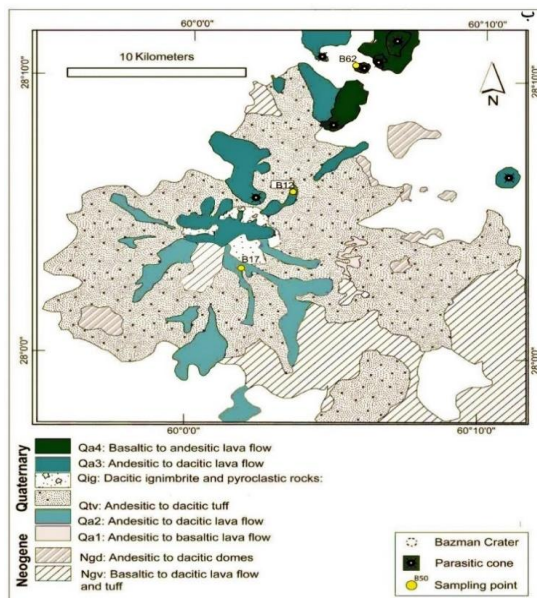 ب
60°0'0"
60°10'0"
10 Kilometers
B62
28°10'0"
28°10'0"
N
B12
B17
28°0'0"
28°0'0"
60°0'0"
60°10'0"
Quaternary
Neogene
Qa4: Basaltic to andesitic lava flow
Qa3: Andesitic to dacitic lava flow
Qig: Dacitic ignimbrite and pyroclastic rocks:
Qtv: Andesitic to dacitic tuff
Qa2: Andesitic to dacitic lava flow
Qa1: Andesitic to basaltic lava flow
Ngd: Andesitic to dacitic domes
Ngv: Basaltic to dacitic lava flow
and tuff
Bazman Crater
Parasitic cone
B50
Sampling point